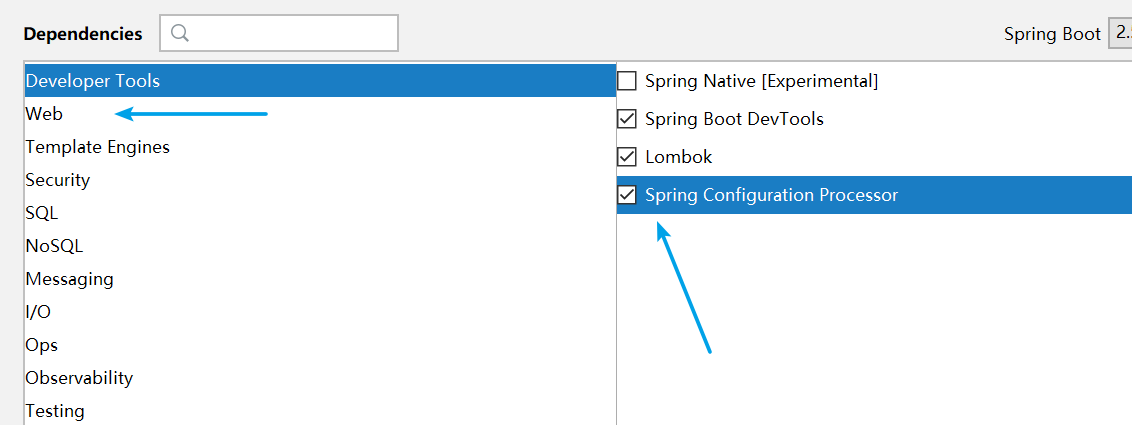 Dependencies
Spring Boot 2.
Developer Tools
Web
Template Engines
Security
SQL
NoSQL
Messaging
I/O
Ops
Observability
Testing
Spring Native [Experimental]
Spring Boot DevTools
Lombok
Spring Configuration Processor